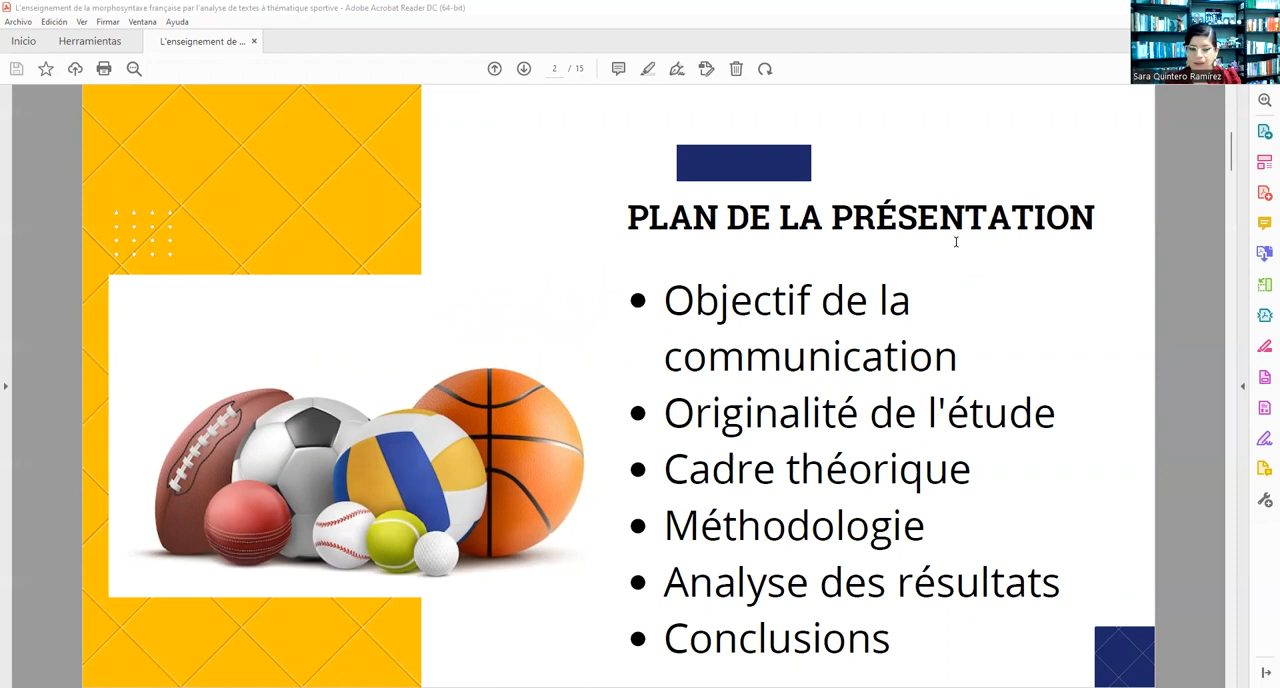 L'enseignement de la morphosyntaxe française par l'analyse de textes à thématique sportive - Adobe Acrobat Reader DC (64-bit)
Archivo Edición Ver Firmar Ventana Ayuda
Inicio Herramientas L'enseignement de ... ×
2 / 15
Sara Quintero Ramírez
PLAN DE LA PRÉSENTATION
• Objectif de la
communication
• Originalité de l'étude
• Cadre théorique
• Méthodologie
• Analyse des résultats
• Conclusions